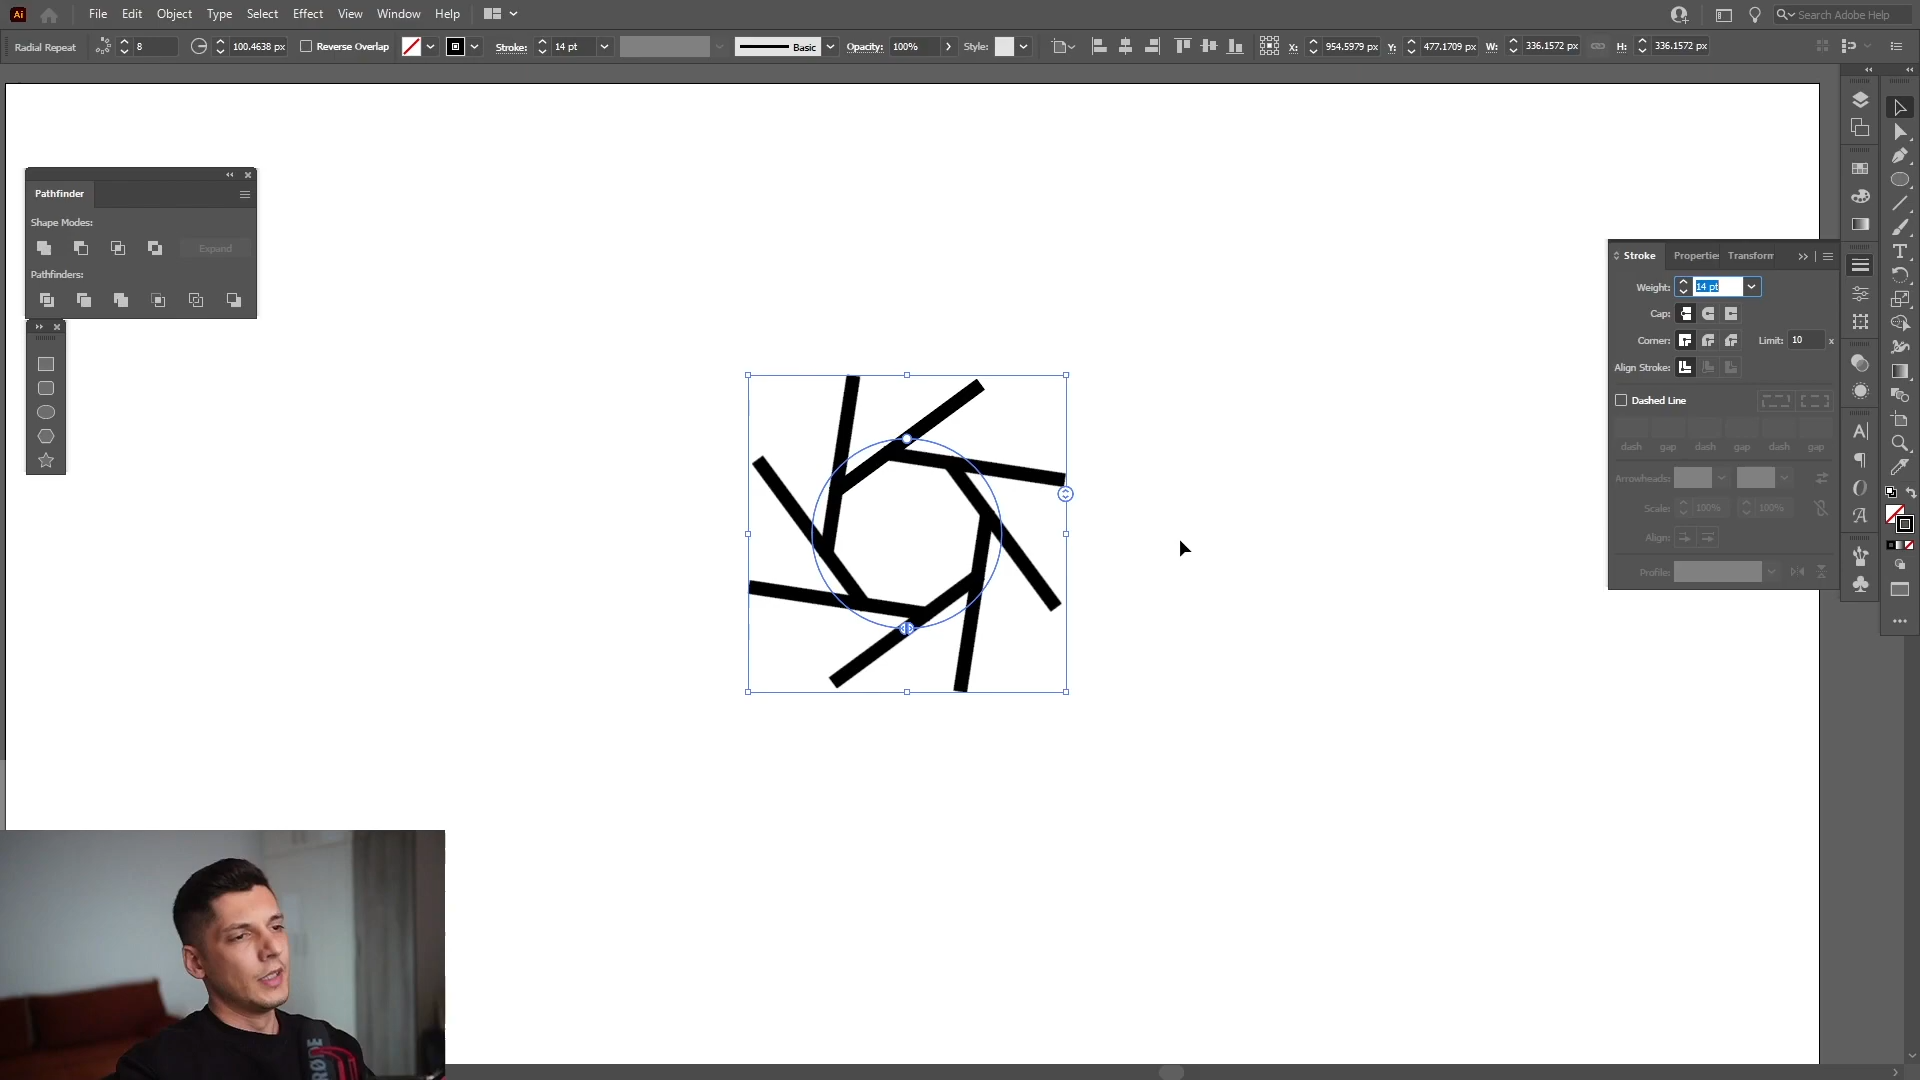 Ai File Edit Object Type Select Effect View Window Help Search Adobe Help
Radial Repeat 8 100.4638 px Reverse Overlap Stroke: 14 pt Basic Opacity: 100% Style: X: 954.5979 px Y: 477.1709 px W: 336.1572 px H: 336.1572 px
Pathfinder
Shape Modes:
Expand
Pathfinders:
Stroke Properties Transform
Weight: 14 pt
Cap:
Corner: Limit: 10 x
Align Stroke:
Dashed Line
dash gap dash gap dash gap
Arrowheads:
Scale: 100% 100%
Align:
Profile:
RØDE